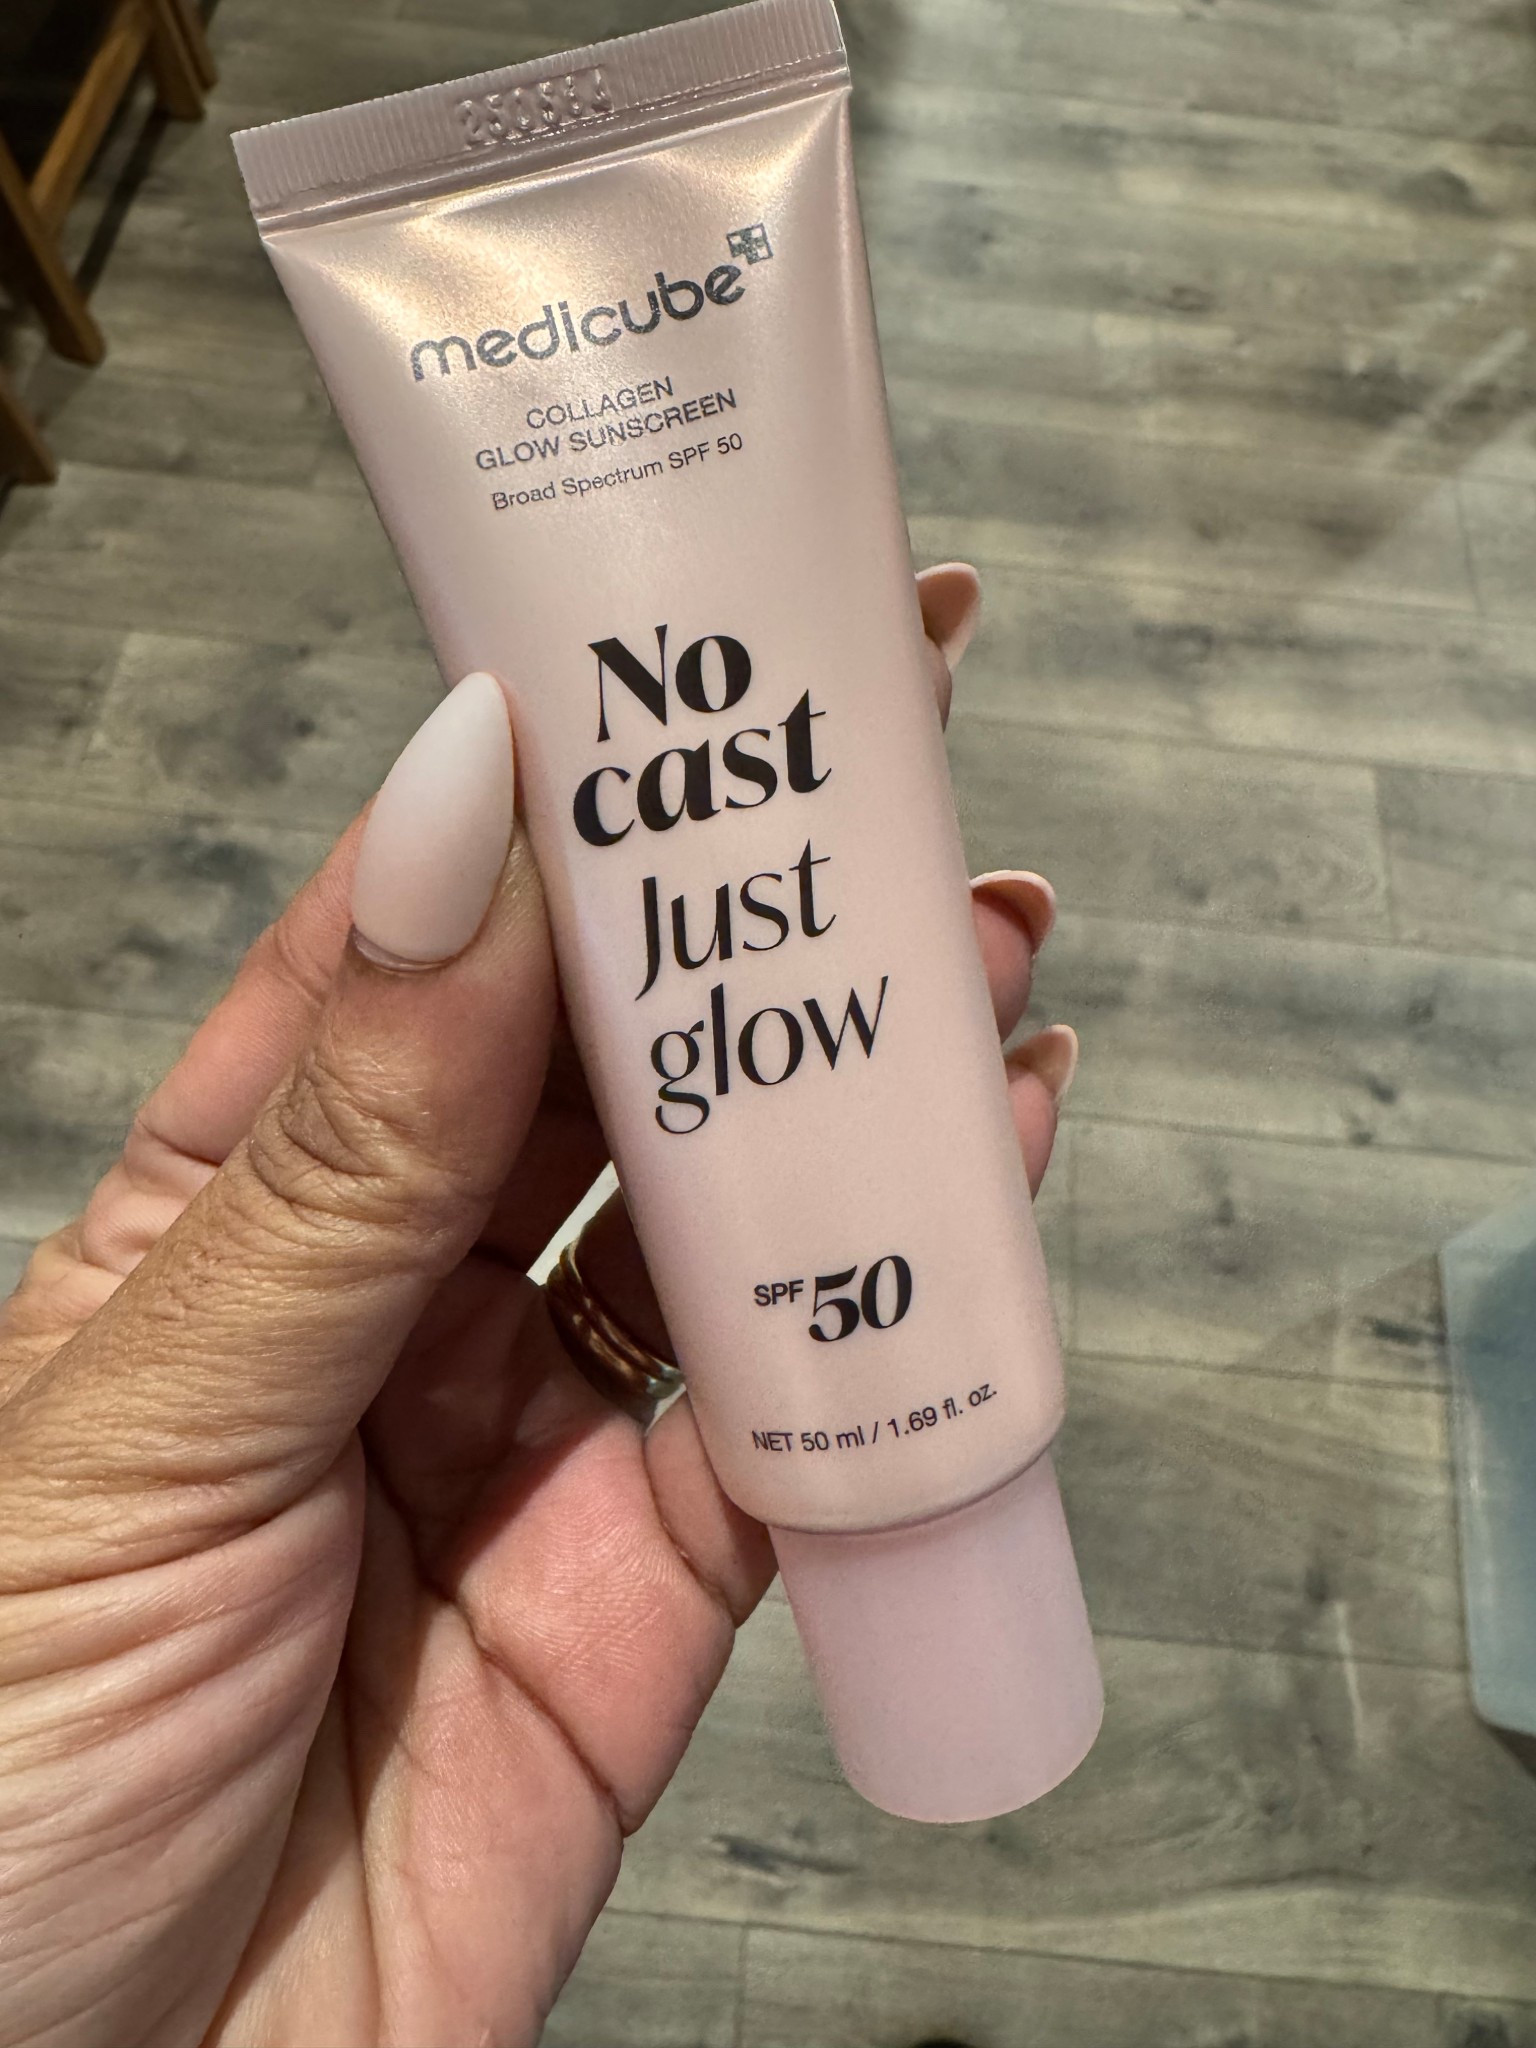 medicube
COLLAGEN
GLOW SUNSCREEN
Broad Spectrum SPF 50
No
cast
Just
glow
SPF 50
NET 50 ml / 1.69 fl. oz.